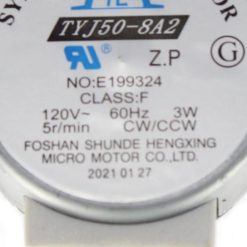 TYJ50-8A2
Z.P
G
NO:E199324
CLASS:F
120V~ 60Hz 3W
5r/min CW/CCW
FOSHAN SHUNDE HENGXING
MICRO MOTOR CO.,LTD.
2021 01 27